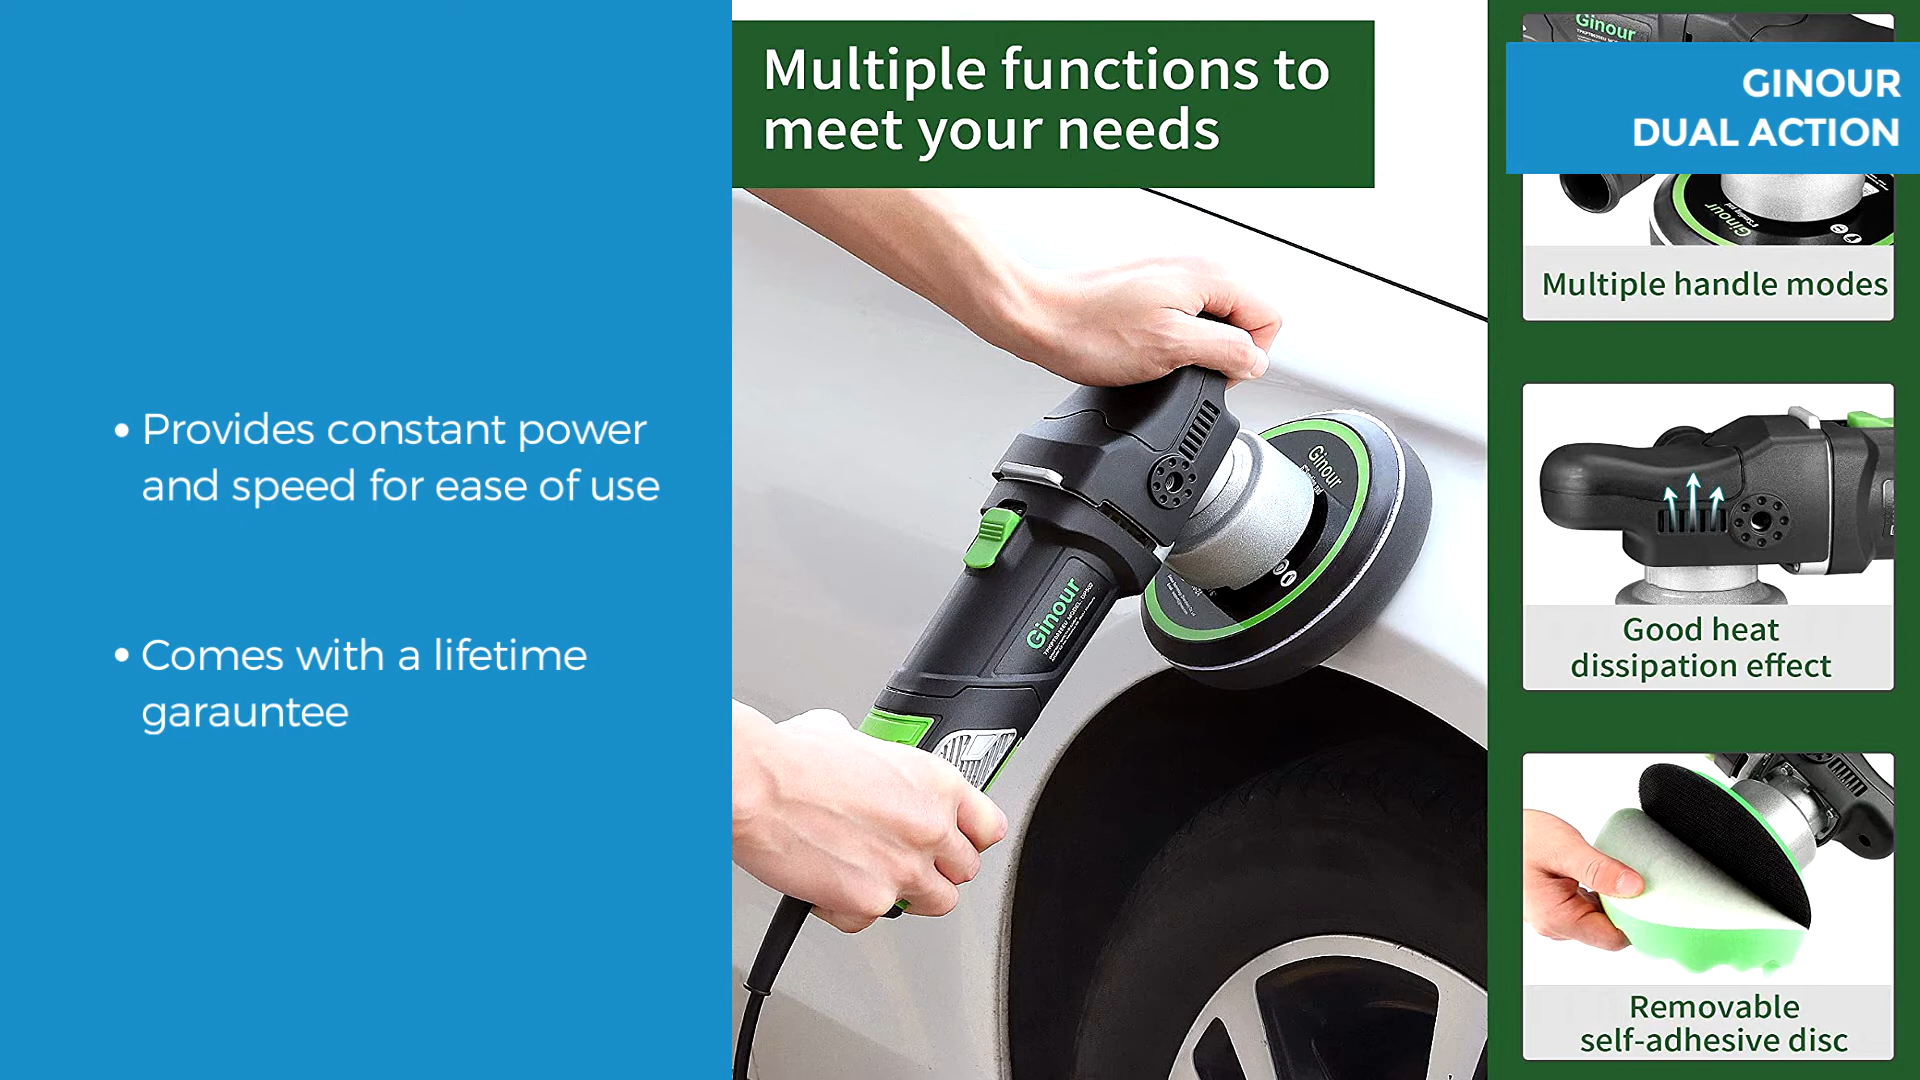 • Provides constant power
and speed for ease of use
• Comes with a lifetime
garauntee
Multiple functions to
meet your needs
Ginour
Ginour
Ginour
GINOUR
DUAL ACTION
Ginour
Multiple handle modes
Good heat
dissipation effect
Removable
self-adhesive disc